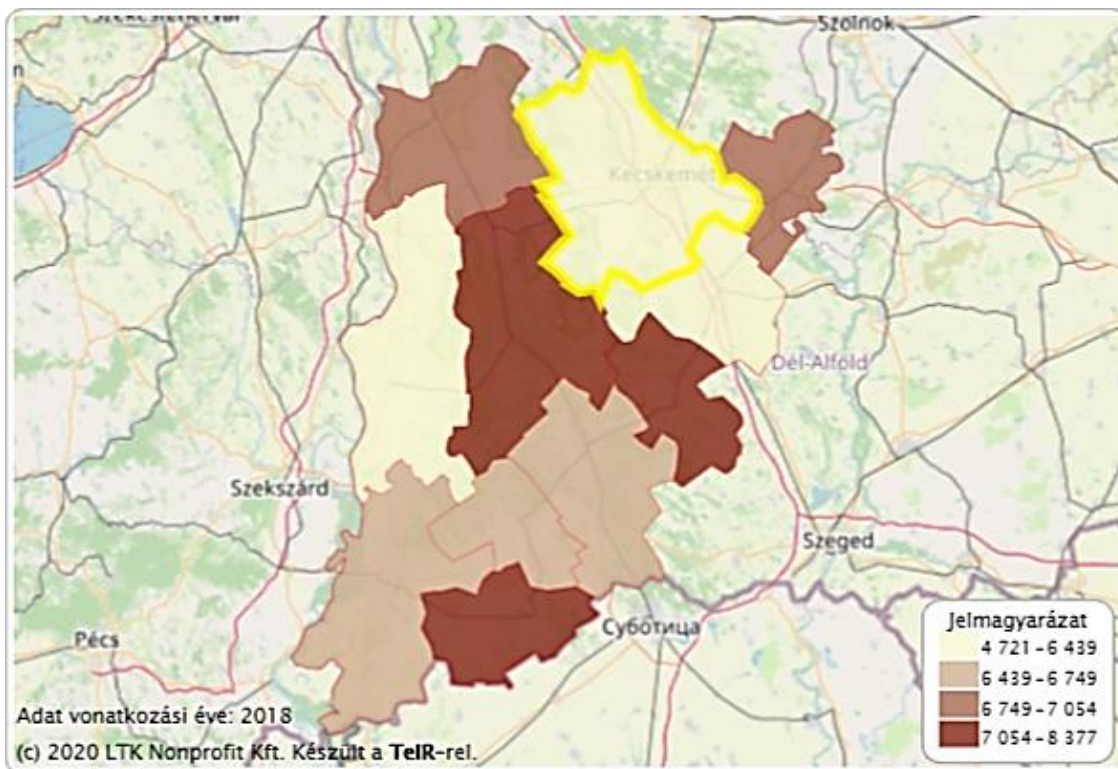 Szolnok
Kecskemét
Dél-Alföld
Szekszárd
Szeged
Суботица
Pécs
Jelmagyarázat
4 721 - 6 439
6 439 - 6 749
6 749 - 7 054
7 054 - 8 377
Adat vonatkozási éve: 2018
(c) 2020 LTK Nonprofit Kft. Készült a TeIR-rel.